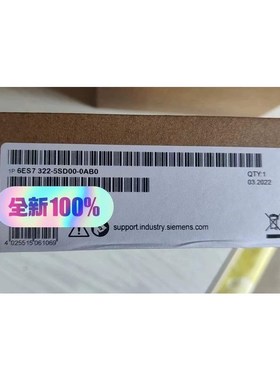 1P 6ES7 322-5SD00-0AB0
QTY:1
03.2022
全新100%
4 025515 061069
support.industry.siemens.com